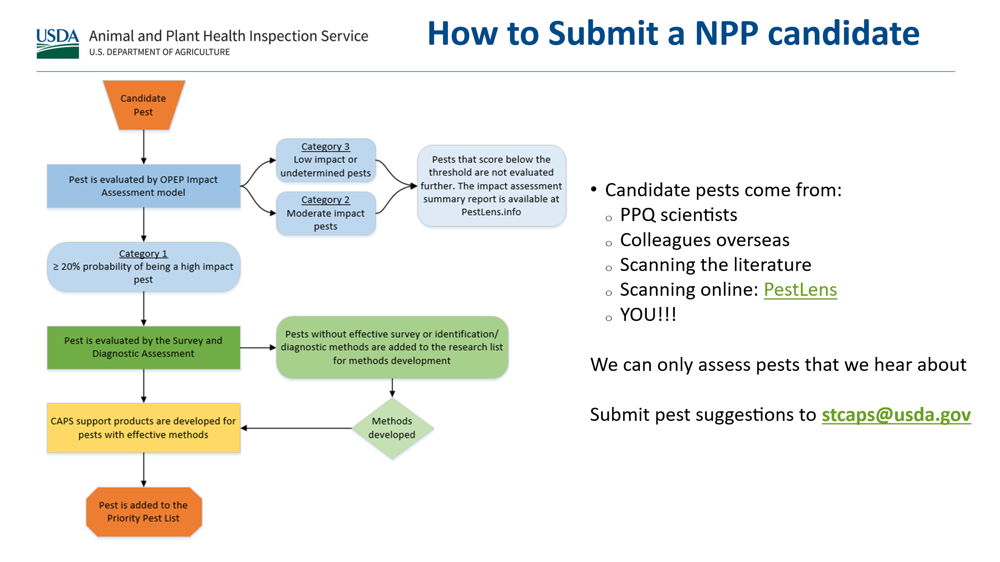 USDA
Animal and Plant Health Inspection Service
U.S. DEPARTMENT OF AGRICULTURE
How to Submit a NPP candidate
Candidate
Pest
Pest is evaluated by OPEP Impact
Assessment model
Category 3
Low impact or
undetermined pests
Category 2
Moderate impact
pests
Pests that score below the
threshold are not evaluated
further. The impact assessment
summary report is available at
PestLens.info
Category 1
≥ 20% probability of being a high impact
pest
Pest is evaluated by the Survey and
Diagnostic Assessment
Pests without effective survey or identification/
diagnostic methods are added to the research list
for methods development
Methods
developed
CAPS support products are developed for
pests with effective methods
Pest is added to the
Priority Pest List
• Candidate pests come from:
o PPQ scientists
o Colleagues overseas
o Scanning the literature
o Scanning online: PestLens
o YOU!!!
We can only assess pests that we hear about
Submit pest suggestions to stcaps@usda.gov